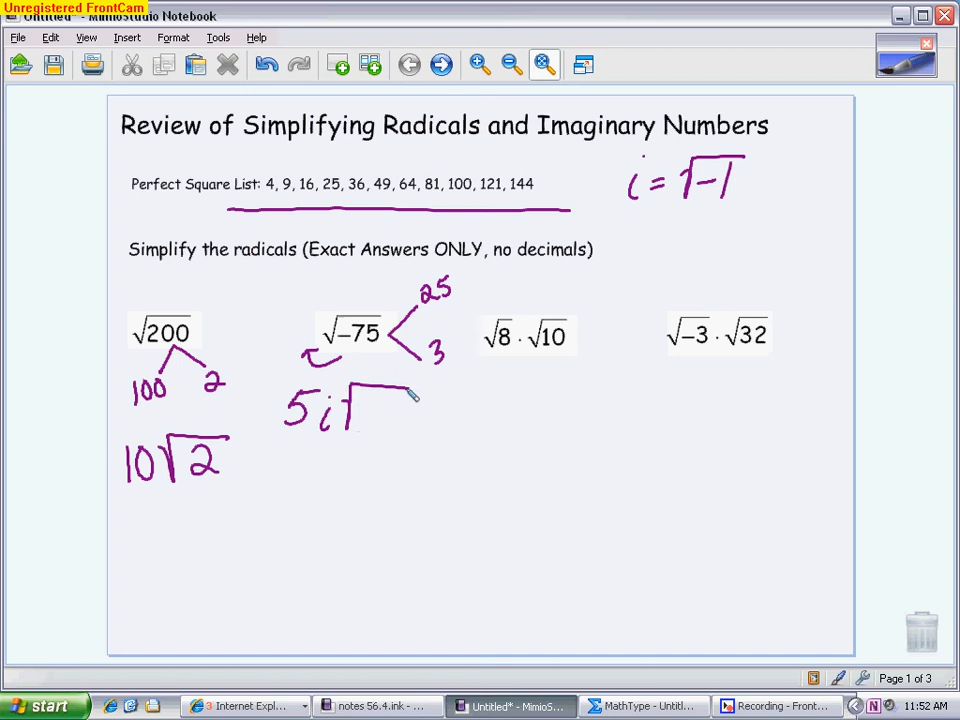 Unregistered FrontCam
Untitled* - MimioStudio Notebook
File Edit View Insert Format Tools Help
Review of Simplifying Radicals and Imaginary Numbers
Perfect Square List: 4, 9, 16, 25, 36, 49, 64, 81, 100, 121, 144
i = √-1
Simplify the radicals (Exact Answers ONLY, no decimals)
25
√200 √-75 √8 · √10 √-3 · √32
3
100 2
5i√
10√2
Page 1 of 3
start 3 Internet Explo... notes 56.4.ink - ... Untitled* - MimioS... MathType - Untitl... Recording - Front... N 11:52 AM